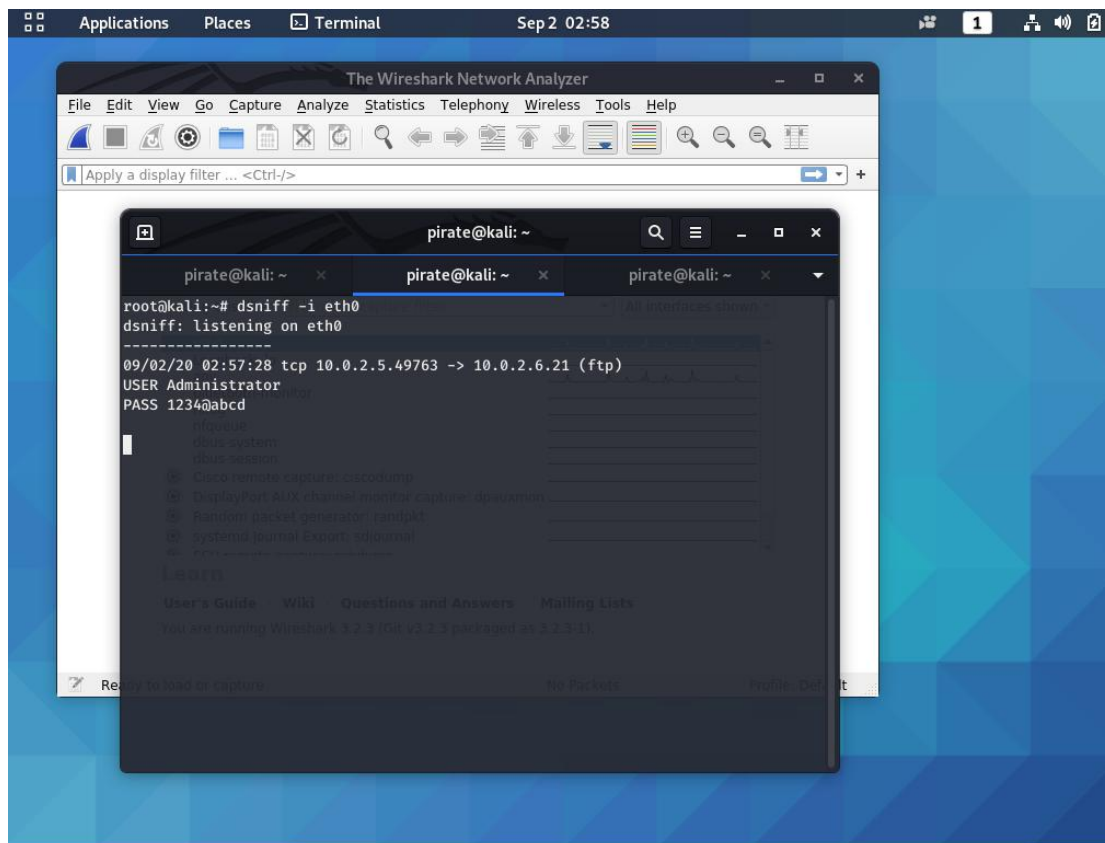 Applications Places Terminal Sep 2 02:58 1
The Wireshark Network Analyzer
File Edit View Go Capture Analyze Statistics Telephony Wireless Tools Help
Apply a display filter ... <Ctrl-/>
pirate@kali: ~
pirate@kali: ~ pirate@kali: ~ pirate@kali: ~
root@kali:~# dsniff -i eth0
All interfaces shown
dsniff: listening on eth0
-----------------
09/02/20 02:57:28 tcp 10.0.2.5.49763 -> 10.0.2.6.21 (ftp)
USER Administrator
PASS 1234@abcd
nfqueue
dbus-system
dbus-session
Cisco remote capture: ciscodump
DisplayPort AUX channel monitor capture: dpauxmon
Random packet generator: randpkt
systemd Journal Export: sdjournal
Learn
User's Guide Wiki Questions and Answers Mailing Lists
You are running Wireshark 3.2.3 (Git v3.2.3 packaged as 3.2.3-1).
Ready to load or capture No Packets Profile: Default